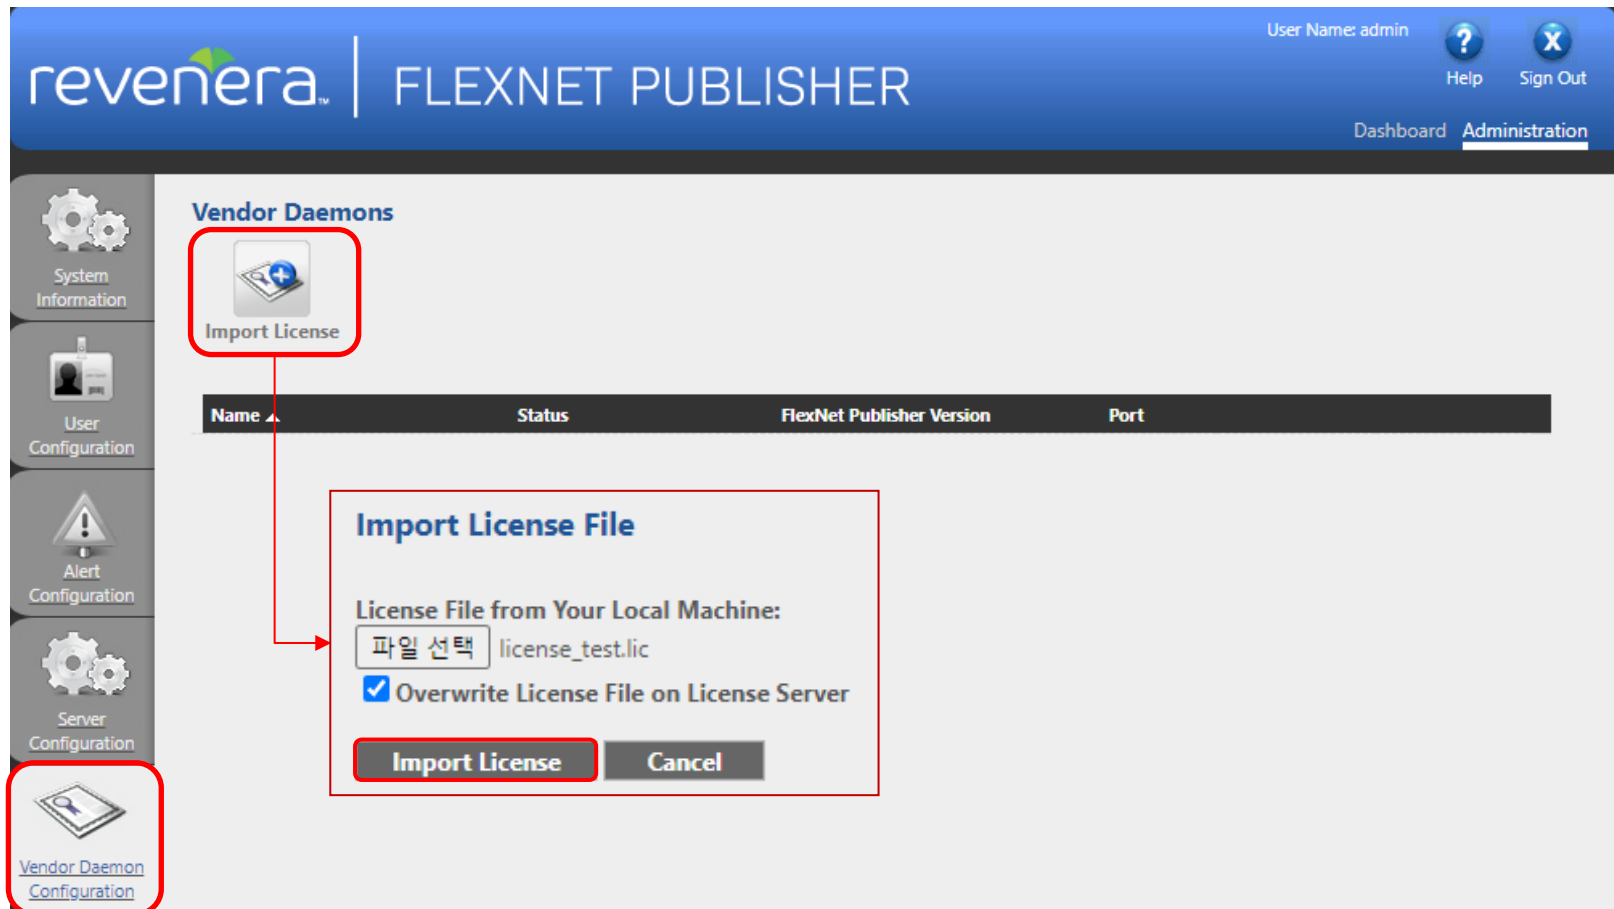 User Name: admin
Help
Sign Out
revenera™
FLEXNET PUBLISHER
Dashboard
Administration
System
Information
User
Configuration
Alert
Configuration
Server
Configuration
Vendor Daemon
Configuration
Vendor Daemons
Import License
Name Status FlexNet Publisher Version Port
Import License File
License File from Your Local Machine:
파일 선택 license_test.lic
Overwrite License File on License Server
Import License
Cancel